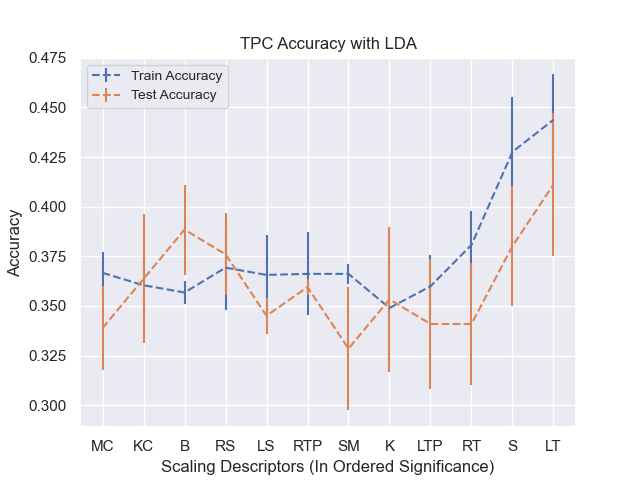 TPC Accuracy with LDA
Train Accuracy
Test Accuracy
Accuracy
0.475
0.450
0.425
0.400
0.375
0.350
0.325
0.300
MC KC B RS LS RTP SM K LTP RT S LT
Scaling Descriptors (In Ordered Significance)